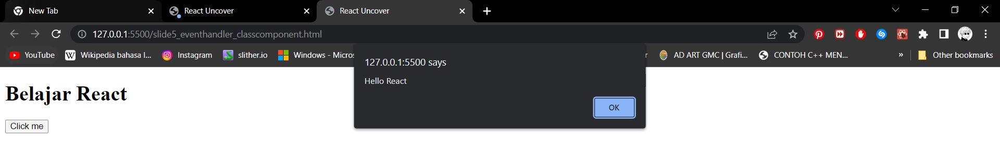 New Tab
React Uncover
React Uncover
127.0.0.1:5500/slide5_eventhandler_classcomponent.html
YouTube
Wikipedia bahasa I...
Instagram
slither.io
Windows - Micros
r
AD ART GMC | Grafi...
CONTOH C++ MEN...
»
Other bookmarks
127.0.0.1:5500 says
Hello React
OK
Belajar React
Click me